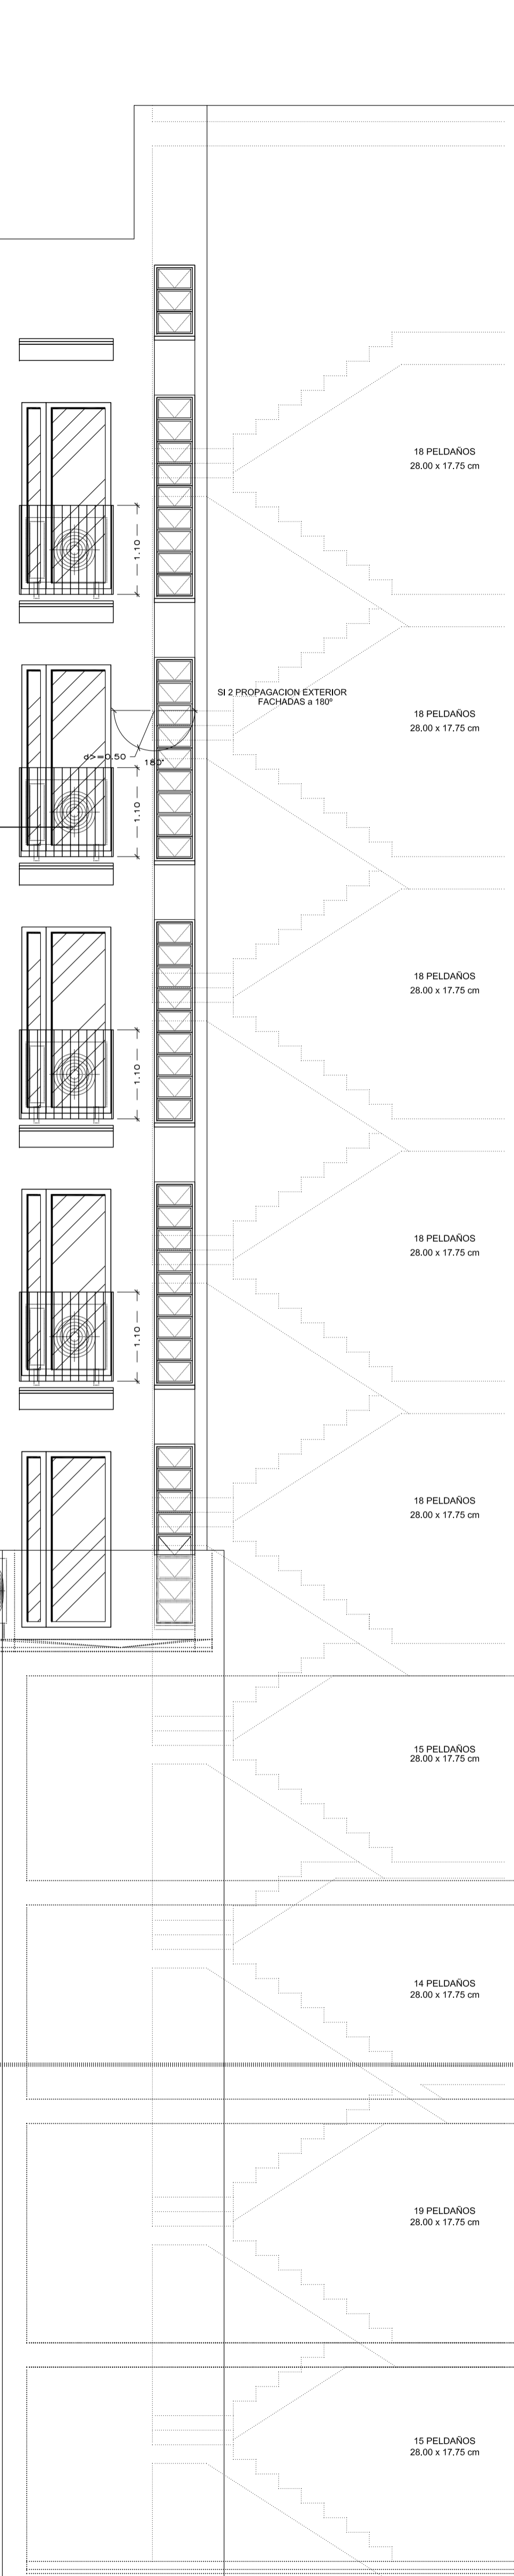 18 PELDAÑOS
28.00 x 17.75 cm
1.10
SI 2 PROPAGACION EXTERIOR
FACHADAS a 180º
18 PELDAÑOS
28.00 x 17.75 cm
d>=0.50
180°
1.10
18 PELDAÑOS
28.00 x 17.75 cm
1.10
18 PELDAÑOS
28.00 x 17.75 cm
1.10
18 PELDAÑOS
28.00 x 17.75 cm
15 PELDAÑOS
28.00 x 17.75 cm
14 PELDAÑOS
28.00 x 17.75 cm
19 PELDAÑOS
28.00 x 17.75 cm
15 PELDAÑOS
28,00 x 17.75 cm